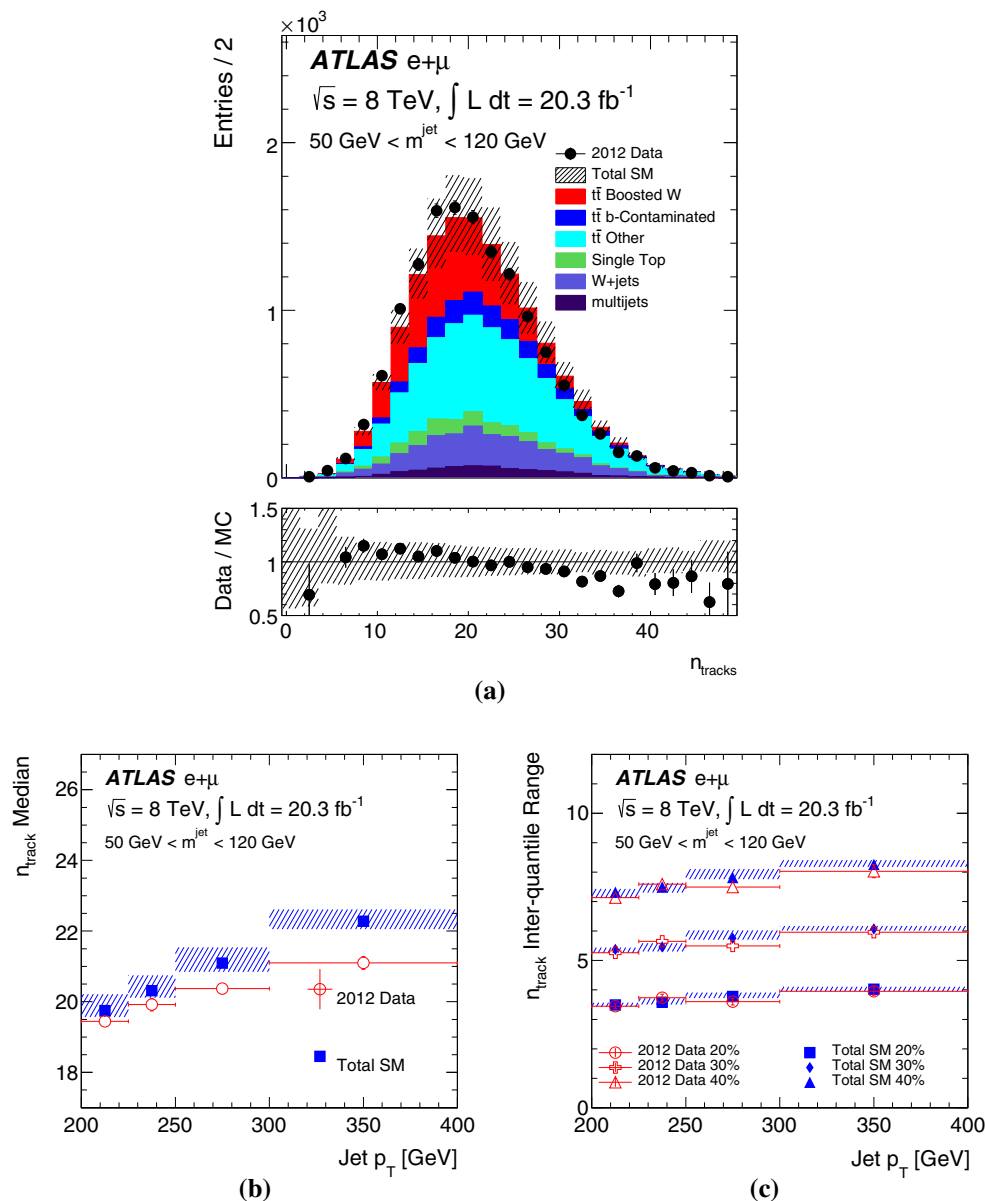 ×10³
Entries / 2
ATLAS e+μ
√s = 8 TeV, ∫ L dt = 20.3 fb⁻¹
50 GeV < m^jet < 120 GeV
2012 Data
Total SM
tt̄ Boosted W
tt̄ b-Contaminated
tt̄ Other
Single Top
W+jets
multijets
2
1
0
Data / MC
1.5
1
0.5
0 10 20 30 40
n_tracks
(a)
n_track Median
26
24
22
20
18
ATLAS e+μ
√s = 8 TeV, ∫ L dt = 20.3 fb⁻¹
50 GeV < m^jet < 120 GeV
2012 Data
Total SM
200 250 300 350 400
Jet p_T [GeV]
(b)
n_track Inter-quantile Range
10
5
0
ATLAS e+μ
√s = 8 TeV, ∫ L dt = 20.3 fb⁻¹
50 GeV < m^jet < 120 GeV
2012 Data 20% Total SM 20%
2012 Data 30% Total SM 30%
2012 Data 40% Total SM 40%
200 250 300 350 400
Jet p_T [GeV]
(c)